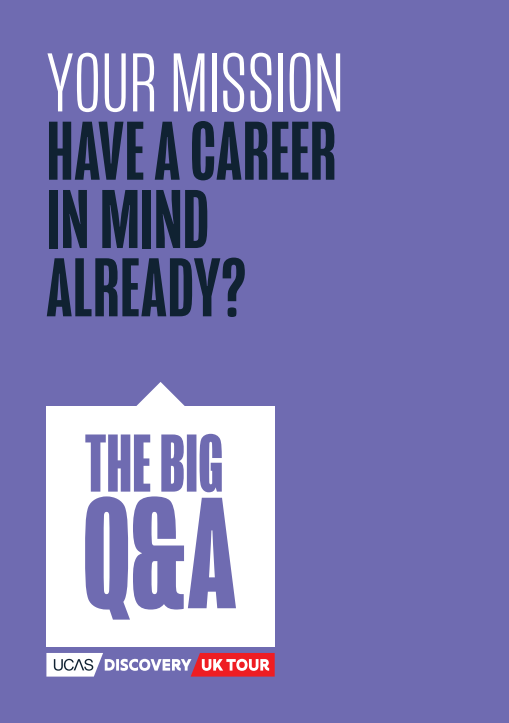 YOUR MISSION
HAVE A CAREER
IN MIND
ALREADY?
THE BIG
Q&A
UCAS DISCOVERY UK TOUR